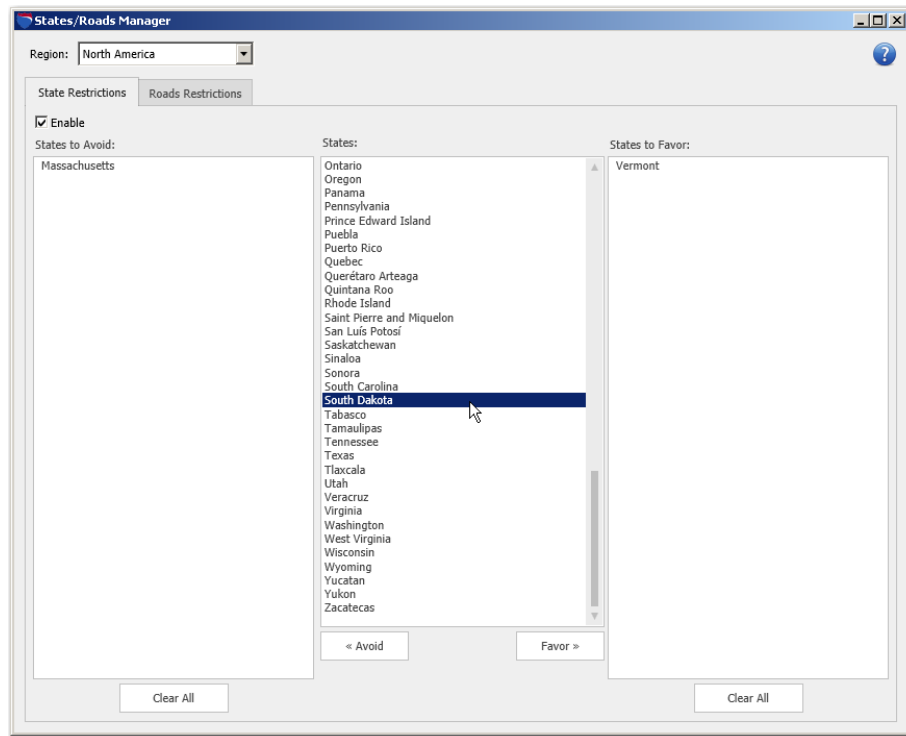 States/Roads Manager
Region: North America
?
State Restrictions Roads Restrictions
Enable
States to Avoid:
Massachusetts
States:
Ontario
Oregon
Panama
Pennsylvania
Prince Edward Island
Puebla
Puerto Rico
Quebec
Querétaro Arteaga
Quintana Roo
Rhode Island
Saint Pierre and Miquelon
San Luís Potosí
Saskatchewan
Sinaloa
Sonora
South Carolina
South Dakota
Tabasco
Tamaulipas
Tennessee
Texas
Tlaxcala
Utah
Veracruz
Virginia
Washington
West Virginia
Wisconsin
Wyoming
Yucatan
Yukon
Zacatecas
« Avoid Favor »
States to Favor:
Vermont
Clear All Clear All